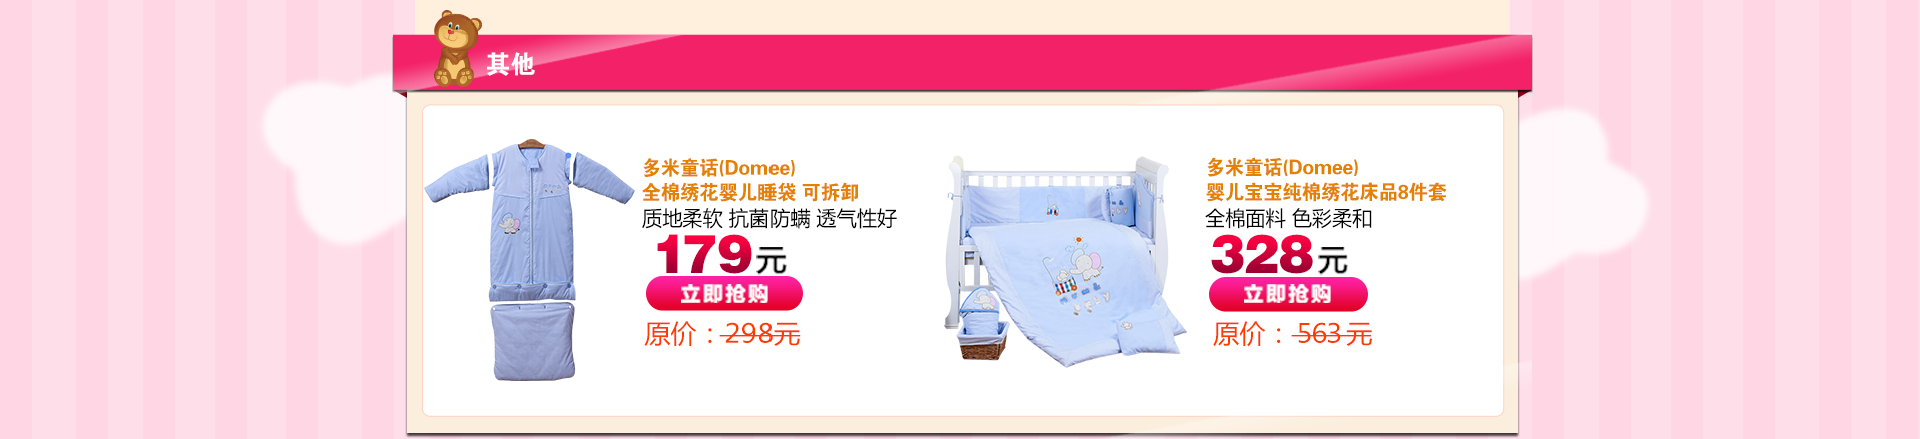 其他
多米童话(Domee)
全棉绣花婴儿睡袋 可拆卸
质地柔软 抗菌防螨 透气性好
179元
立即抢购
原价：298元
多米童话(Domee)
婴儿宝宝纯棉绣花床品8件套
全棉面料 色彩柔和
328元
立即抢购
原价：563元